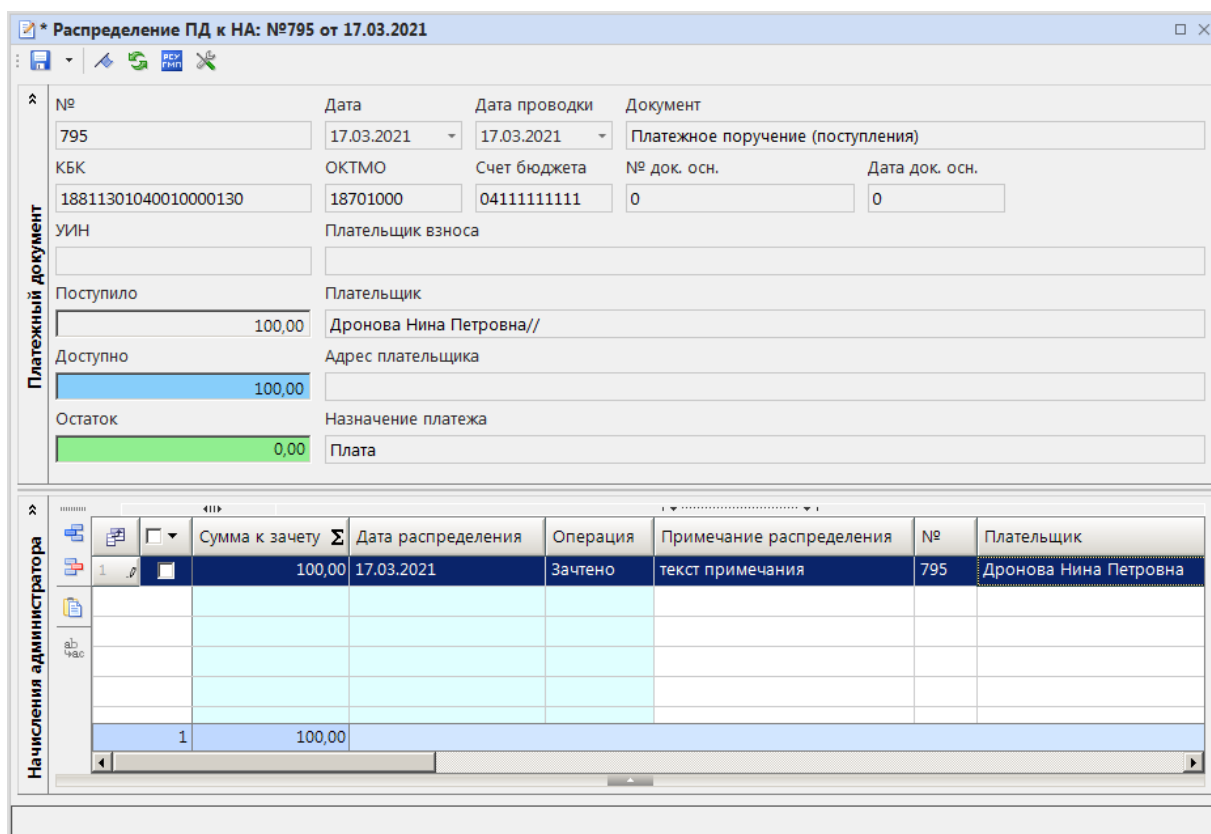 * Распределение ПД к НА: №795 от 17.03.2021
РСУ ГМП
Платежный документ
№ Дата Дата проводки Документ
795 17.03.2021 17.03.2021 Платежное поручение (поступления)
КБК ОКТМО Счет бюджета № док. осн. Дата док. осн.
18811301040010000130 18701000 04111111111 0 0
УИН Плательщик взноса
Поступило Плательщик
100,00 Дронова Нина Петровна//
Доступно Адрес плательщика
100,00
Остаток Назначение платежа
0,00 Плата
Начисления администратора
Сумма к зачету Σ Дата распределения Операция Примечание распределения № Плательщик
1 100,00 17.03.2021 Зачтено текст примечания 795 Дронова Нина Петровна
ab
ac
1 100,00